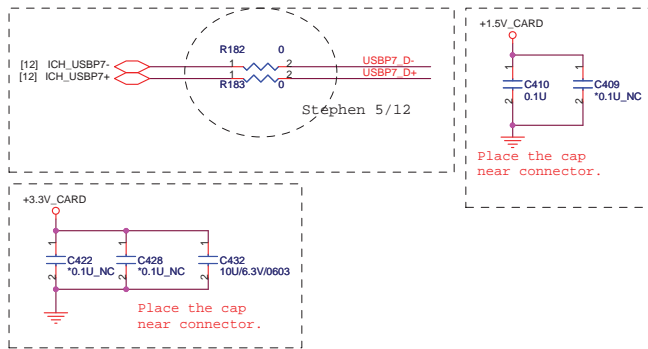 R182 0
[12] ICH_USBP7- 1 2 USBP7_D-
[12] ICH_USBP7+ 1 2 USBP7_D+
R183 0
Stephen 5/12
+1.5V_CARD
1 1
C410 C409
0.1U *0.1U_NC
2 2
Place the cap
near connector.
+3.3V_CARD
1 1 1
C422 C428 C432
*0.1U_NC *0.1U_NC 10U/6.3V/0603
2 2 2
Place the cap
near connector.